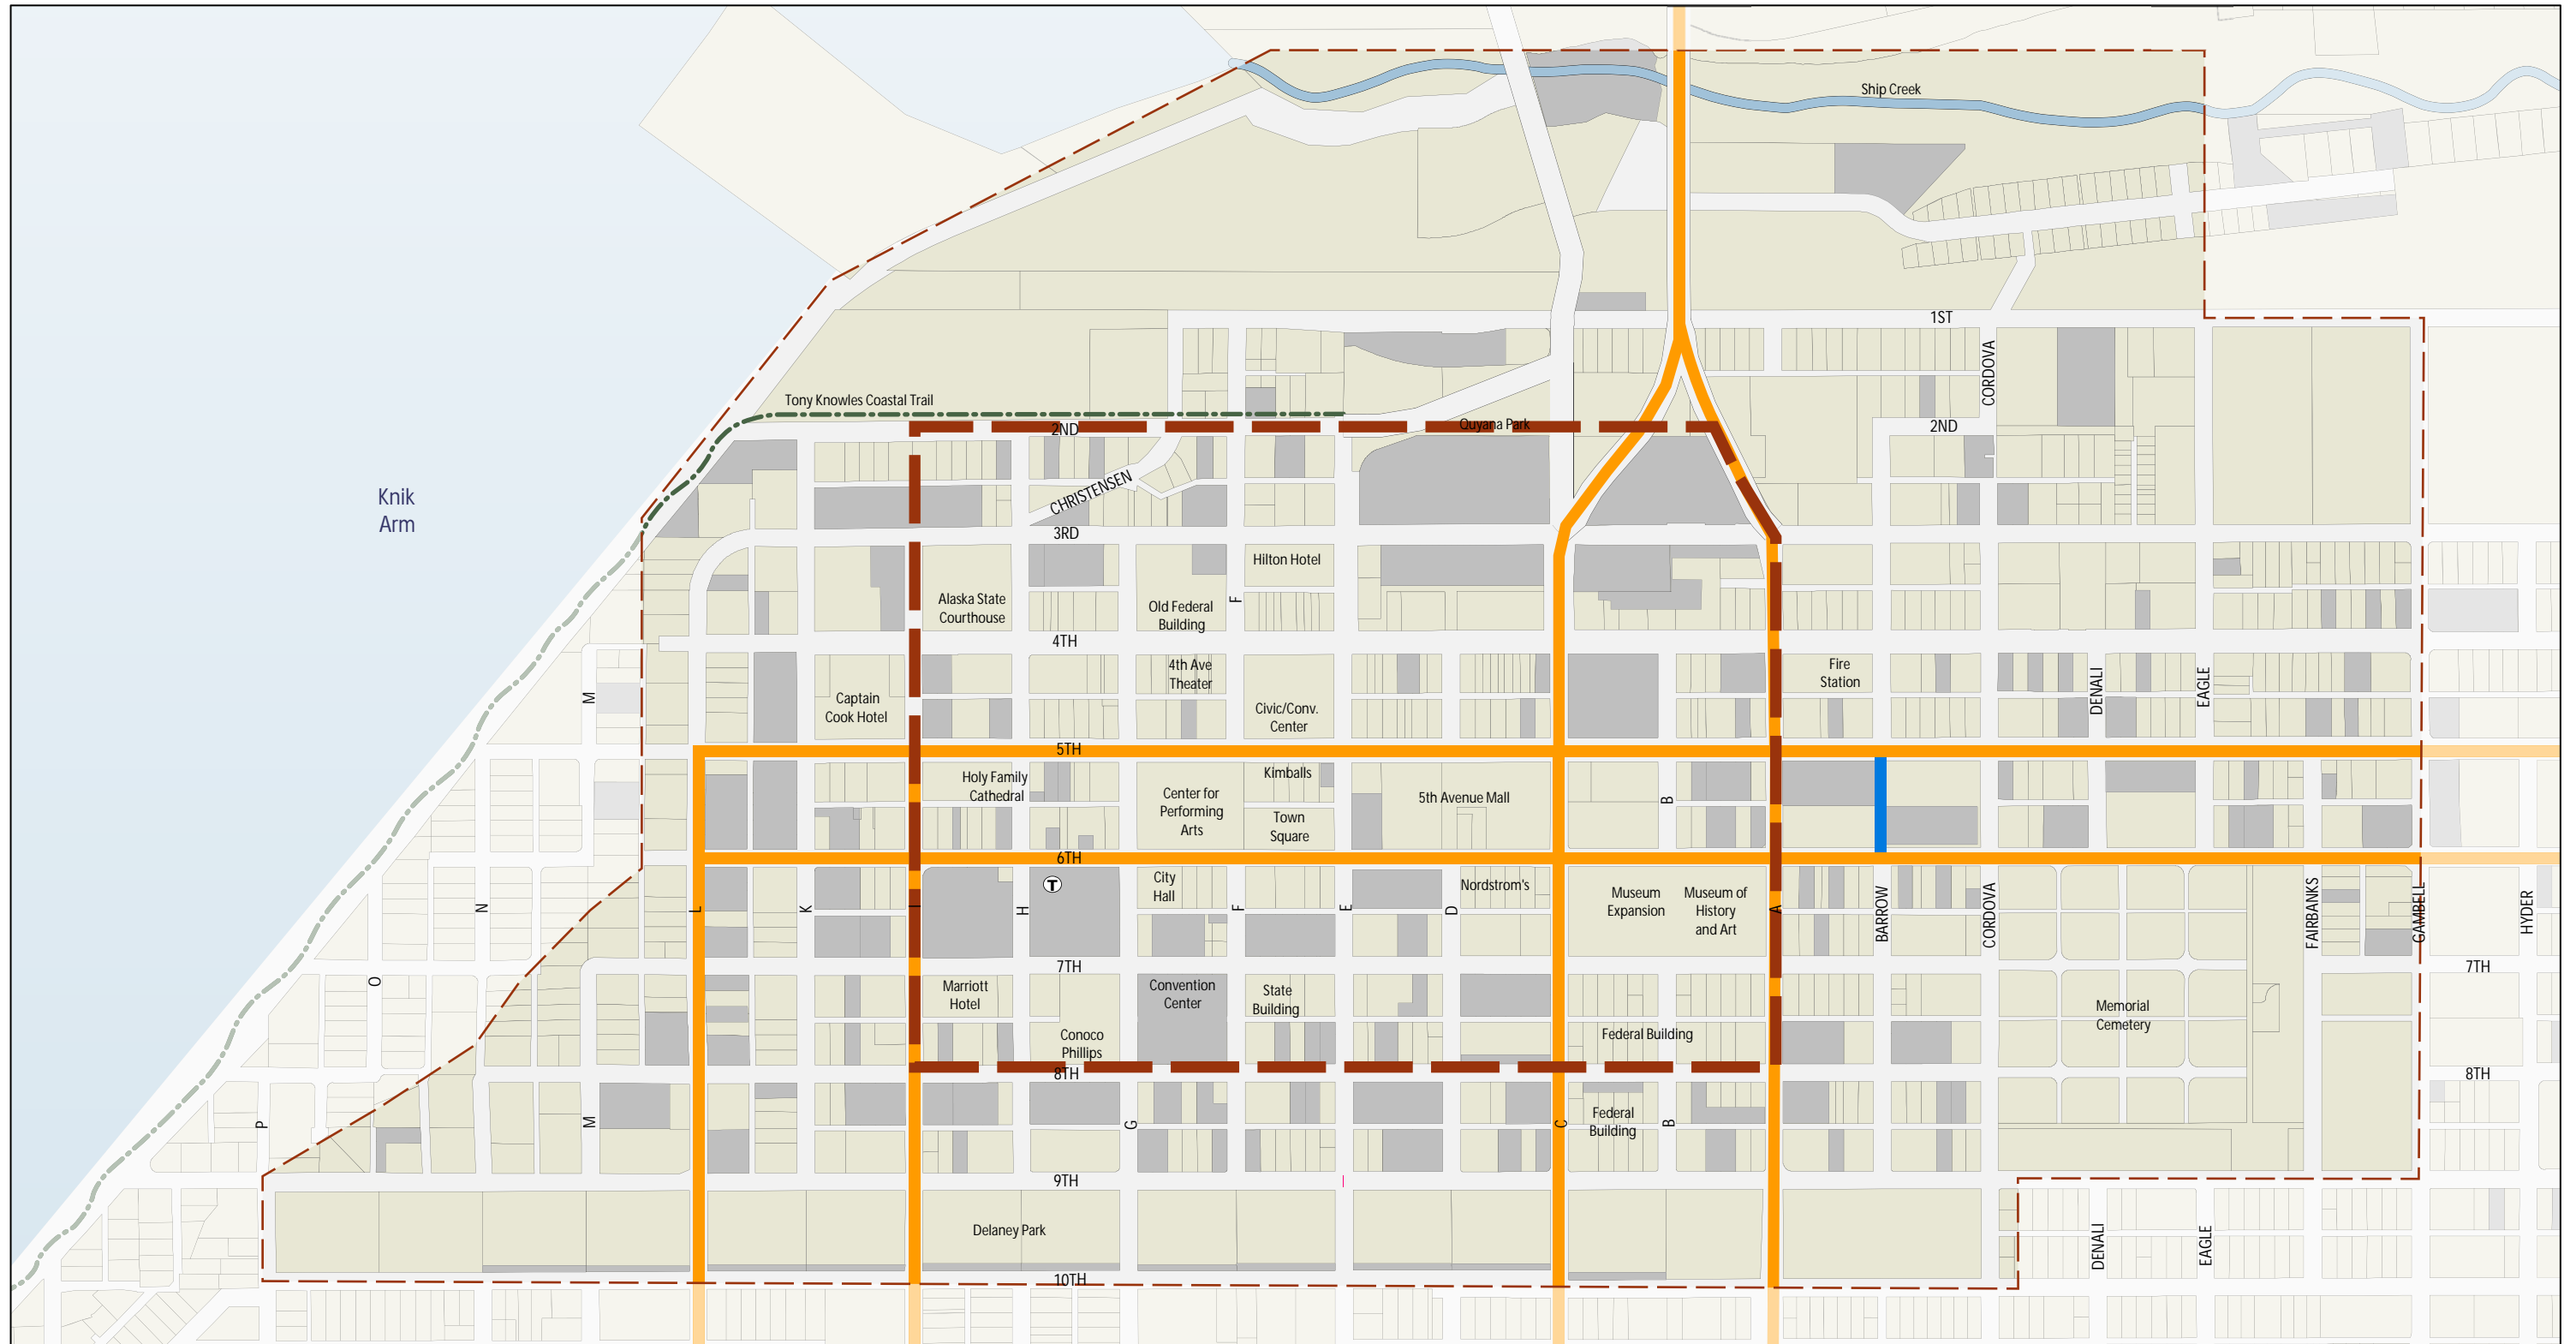 Ship Creek
1ST
CORDOVA
Tony Knowles Coastal Trail
2ND
Quyana Park
2ND
Knik
Arm
CHRISTENSEN
3RD
Hilton Hotel
Alaska State
Courthouse
Old Federal
Building
F
4TH
4th Ave
Theater
Fire
Station
M
Captain
Cook Hotel
Civic/Conv.
Center
DENALI
EAGLE
5TH
Holy Family
Cathedral
Kimballs
Center for
Performing
Arts
5th Avenue Mall
B
Town
Square
6TH
T
City
Hall
Nordstrom's
Museum
Expansion
Museum of
History
and Art
N
L
K
I
H
F
E
D
A
BARROW
CORDOVA
FAIRBANKS
GAMBELL
HYDER
7TH
7TH
O
Marriott
Hotel
Convention
Center
State
Building
Memorial
Cemetery
Conoco
Phillips
Federal Building
8TH
8TH
P
M
G
C
Federal
Building
B
9TH
Delaney Park
DENALI
EAGLE
10TH